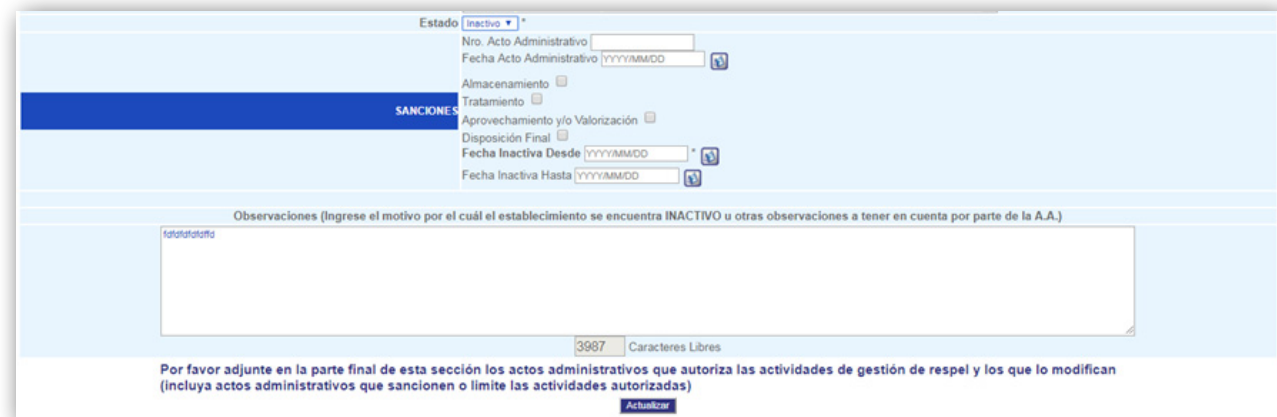 Estado Inactivo *
Nro. Acto Administrativo
Fecha Acto Administrativo YYYY/MM/DD
Almacenamiento
SANCIONES
Tratamiento
Aprovechamiento y/o Valorización
Disposición Final
Fecha Inactiva Desde YYYY/MM/DD *
Fecha Inactiva Hasta YYYY/MM/DD
Observaciones (Ingrese el motivo por el cuál el establecimiento se encuentra INACTIVO u otras observaciones a tener en cuenta por parte de la A.A.)
3987 Caracteres Libres
Por favor adjunte en la parte final de esta sección los actos administrativos que autoriza las actividades de gestión de respel y los que lo modifican
(incluya actos administrativos que sancionen o limite las actividades autorizadas)
Actualizar